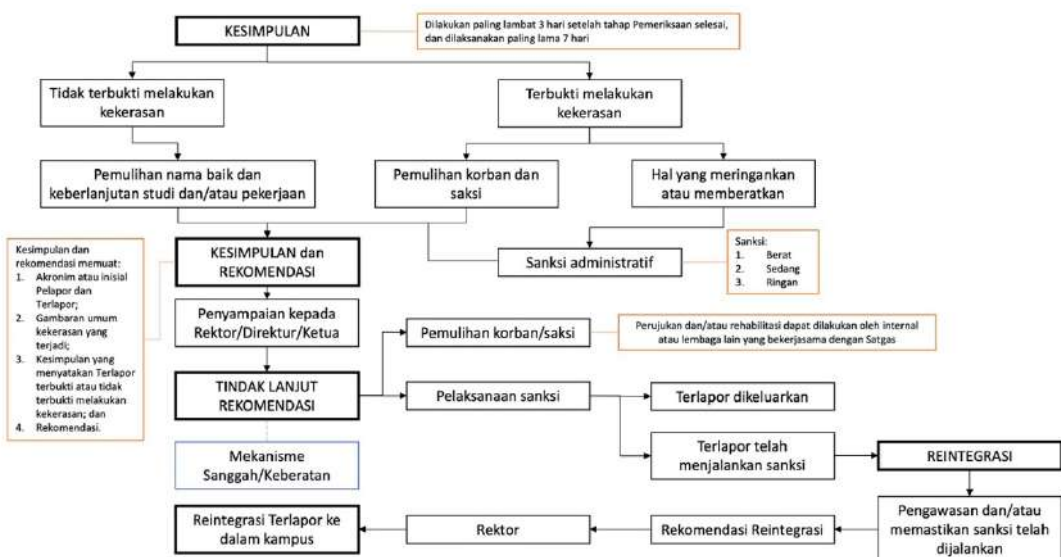 KESIMPULAN
Dilakukan paling lambat 3 hari setelah tahap Pemeriksaan selesai,
dan dilaksanakan paling lama 7 hari
Tidak terbukti melakukan
kekerasan
Terbukti melakukan
kekerasan
Pemulihan nama baik dan
keberlanjutan studi dan/atau pekerjaan
Pemulihan korban dan
saksi
Hal yang meringankan
atau memberatkan
Kesimpulan dan
rekomendasi memuat:
1. Akronim atau inisial
Pelapor dan
Terlapor;
2. Gambaran umum
kekerasan yang
terjadi;
3. Kesimpulan yang
menyatakan Terlapor
terbukti atau tidak
terbukti melakukan
kekerasan; dan
4. Rekomendasi.
KESIMPULAN dan
REKOMENDASI
Sanksi administratif
Sanksi:
1. Berat
2. Sedang
3. Ringan
Penyampaian kepada
Rektor/Direktur/Ketua
Pemulihan korban/saksi
Perujukan dan/atau rehabilitasi dapat dilakukan oleh internal
atau lembaga lain yang bekerjasama dengan Satgas
TINDAK LANJUT
REKOMENDASI
Pelaksanaan sanksi
Terlapor dikeluarkan
Mekanisme
Sanggah/Keberatan
Terlapor telah
menjalankan sanksi
REINTEGRASI
Reintegrasi Terlapor ke
dalam kampus
Rektor
Rekomendasi Reintegrasi
Pengawasan dan/atau
memastikan sanksi telah
dijalankan